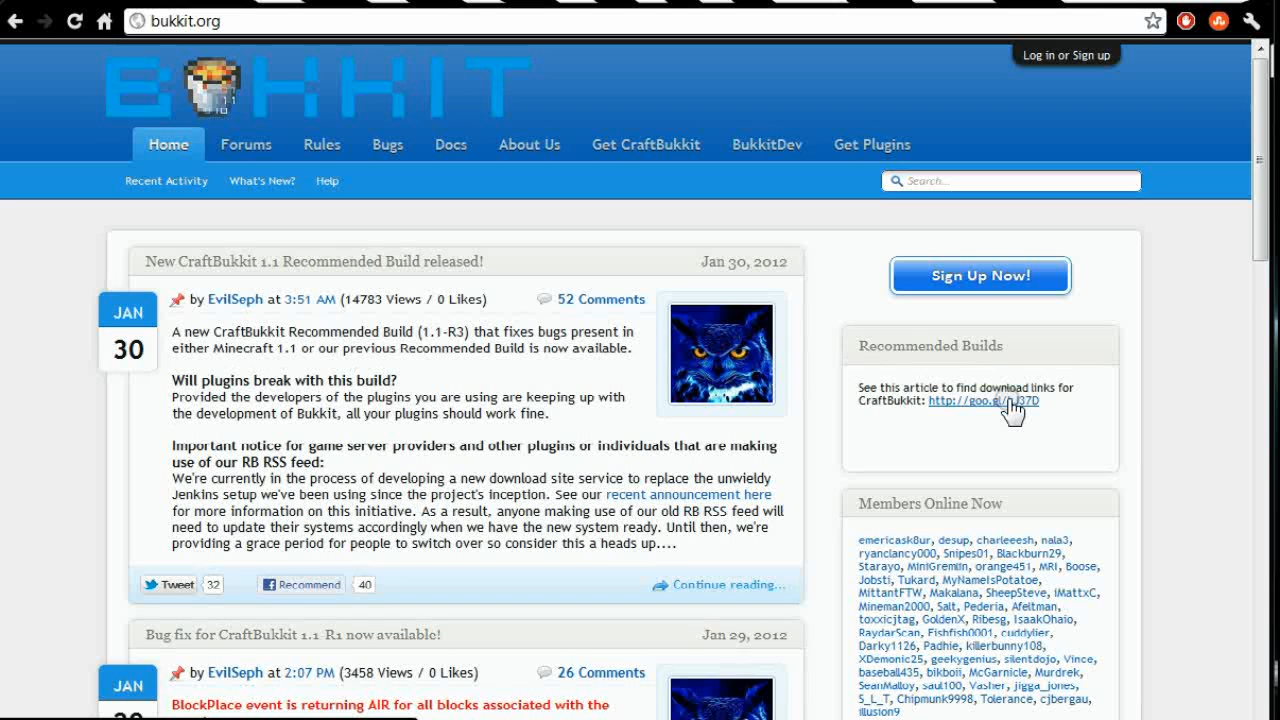 bukkit.org
Log in or Sign up
BUKKIT
Home Forums Rules Bugs Docs About Us Get CraftBukkit BukkitDev Get Plugins
Recent Activity What's New? Help Search...
New CraftBukkit 1.1 Recommended Build released! Jan 30, 2012
JAN
30
by EvilSeph at 3:51 AM (14783 Views / 0 Likes) 52 Comments
A new CraftBukkit Recommended Build (1.1-R3) that fixes bugs present in
either Minecraft 1.1 or our previous Recommended Build is now available.
Will plugins break with this build?
Provided the developers of the plugins you are using are keeping up with
the development of Bukkit, all your plugins should work fine.
Important notice for game server providers and other plugins or individuals that are making
use of our RB RSS feed:
We're currently in the process of developing a new download site service to replace the unwieldy
Jenkins setup we've been using since the project's inception. See our recent announcement here
for more information on this initiative. As a result, anyone making use of our old RB RSS feed will
need to update their systems accordingly when we have the new system ready. Until then, we're
providing a grace period for people to switch over so consider this a heads up....
Tweet 32 Recommend 40 Continue reading...
Bug fix for CraftBukkit 1.1-R1 now available! Jan 29, 2012
JAN
by EvilSeph at 2:07 PM (3458 Views / 0 Likes) 26 Comments
BlockPlace event is returning AIR for all blocks associated with the
Sign Up Now!
Recommended Builds
See this article to find download links for
CraftBukkit:
Members Online Now
emericask8ur, desup, charleeesh, nala3,
ryanclancy000, Snipes01, Blackburn29,
Starayo, MiniGremlin, orange451, MRI, Boose,
Jobsti, Tukard, MyNameIsPotatoe,
MittantFTW, Makalana, SheepSteve, iMattxC,
Mineman2000, Salt, Pederia, Afeltman,
toxxicjtag, GoldenX, Ribesg, IsaakOhaio,
RaydarScan, Fishfish0001, cuddylier,
Darky1126, Padhie, killerbunny108,
XDemonic25, geekygenius, silentdojo, Vince,
baseball435, bikboii, McGarnicle, Murdrek,
SeanMalloy, saul100, Vasher, jigga_jones,
S_L_T, Chipmunk9998, Tolerance, cjbergau,
illusion9